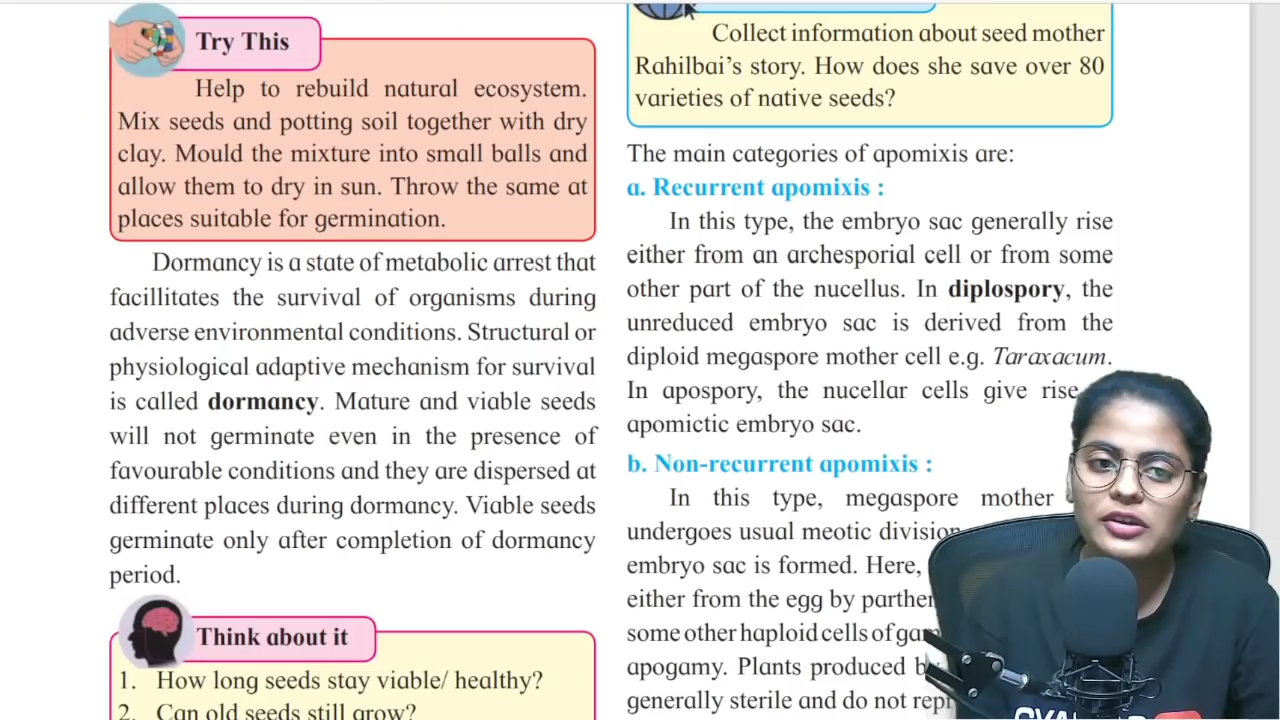 Try This
Help to rebuild natural ecosystem.
Mix seeds and potting soil together with dry
clay. Mould the mixture into small balls and
allow them to dry in sun. Throw the same at
places suitable for germination.
Dormancy is a state of metabolic arrest that
facillitates the survival of organisms during
adverse environmental conditions. Structural or
physiological adaptive mechanism for survival
is called dormancy. Mature and viable seeds
will not germinate even in the presence of
favourable conditions and they are dispersed at
different places during dormancy. Viable seeds
germinate only after completion of dormancy
period.
Think about it
1. How long seeds stay viable/ healthy?
2. Can old seeds still grow?
Collect information about seed mother
Rahilbai's story. How does she save over 80
varieties of native seeds?
The main categories of apomixis are:
a. Recurrent apomixis :
In this type, the embryo sac generally rise
either from an archesporial cell or from some
other part of the nucellus. In diplospory, the
unreduced embryo sac is derived from the
diploid megaspore mother cell e.g. Taraxacum.
In apospory, the nucellar cells give rise
apomictic embryo sac.
b. Non-recurrent apomixis :
In this type, megaspore mother
undergoes usual meotic division
embryo sac is formed. Here,
either from the egg by
some other haploid cells of
apogamy. Plants produced
generally sterile and do not